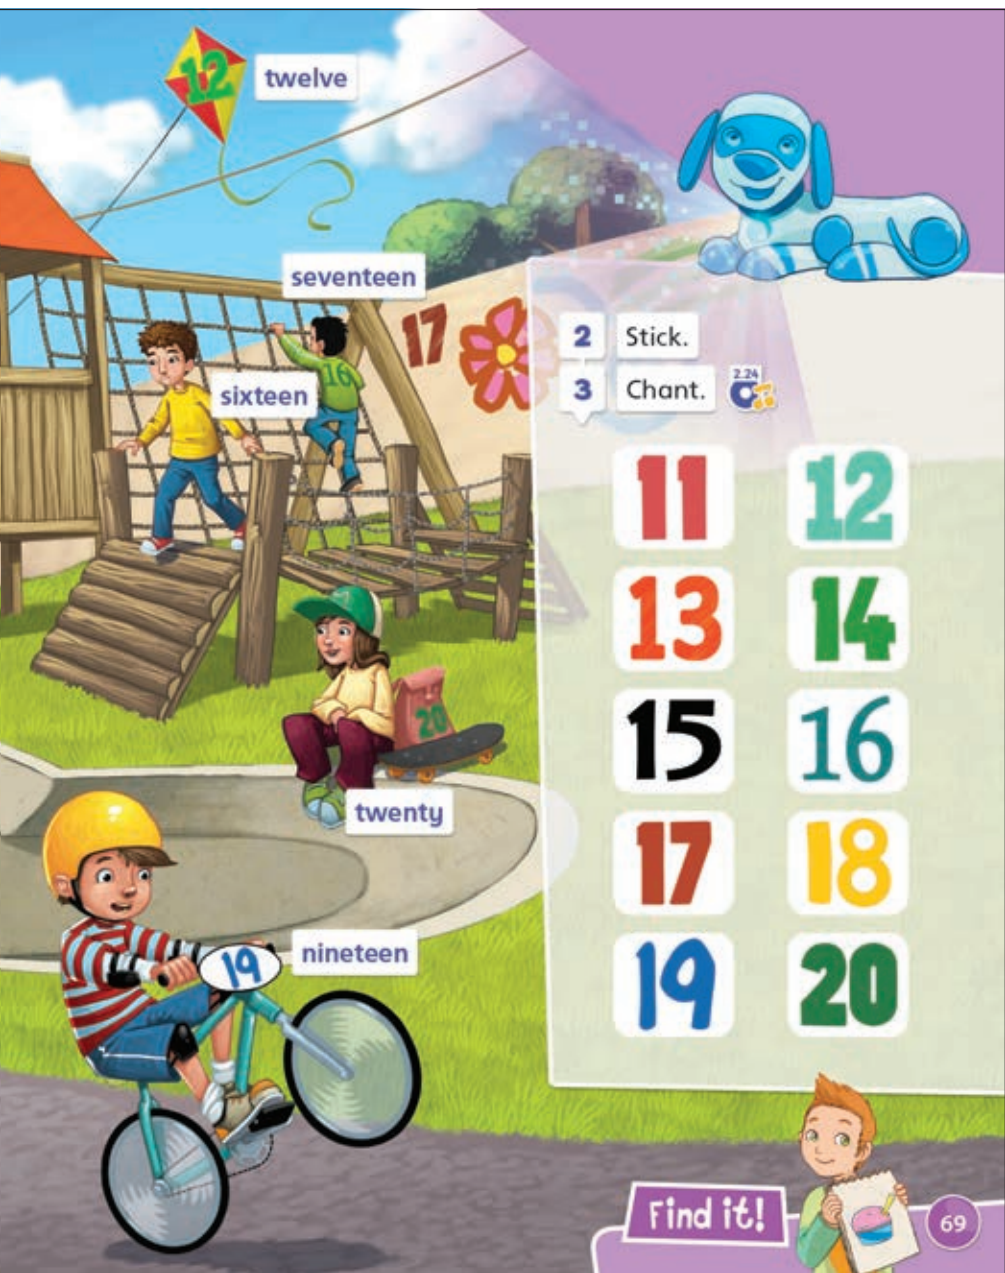 12
twelve
seventeen
17
16
sixteen
20
twenty
19
nineteen
2 Stick.
3 Chant. 2.24
11 12
13 14
15 16
17 18
19 20
Find it!
69